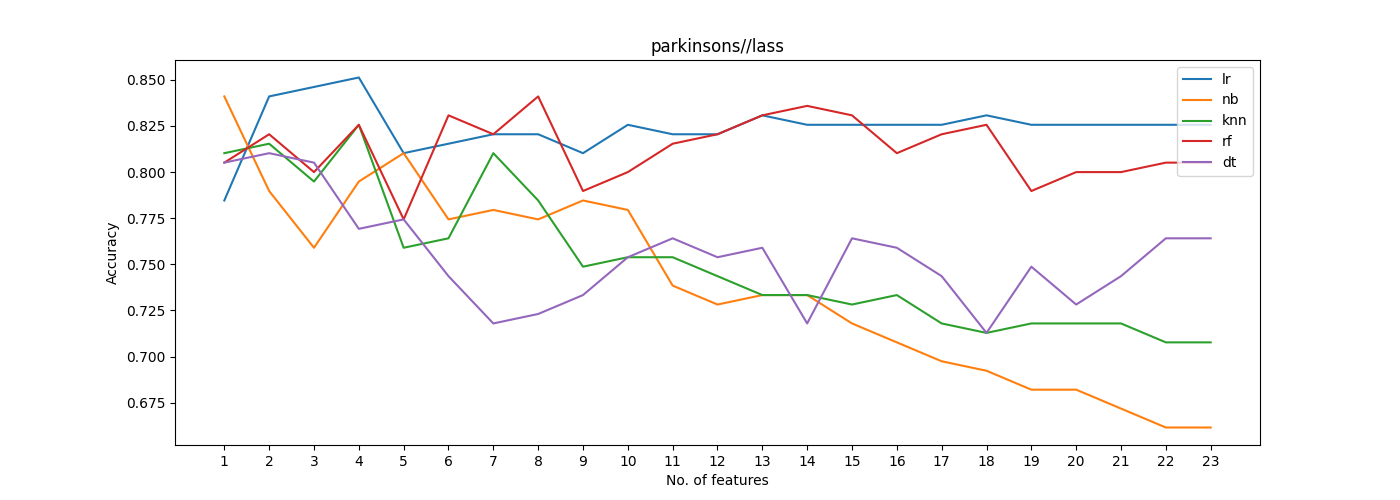 parkinsons//lass
Accuracy
0.850
0.825
0.800
0.775
0.750
0.725
0.700
0.675
lr
nb
knn
rf
dt
1 2 3 4 5 6 7 8 9 10 11 12 13 14 15 16 17 18 19 20 21 22 23
No. of features